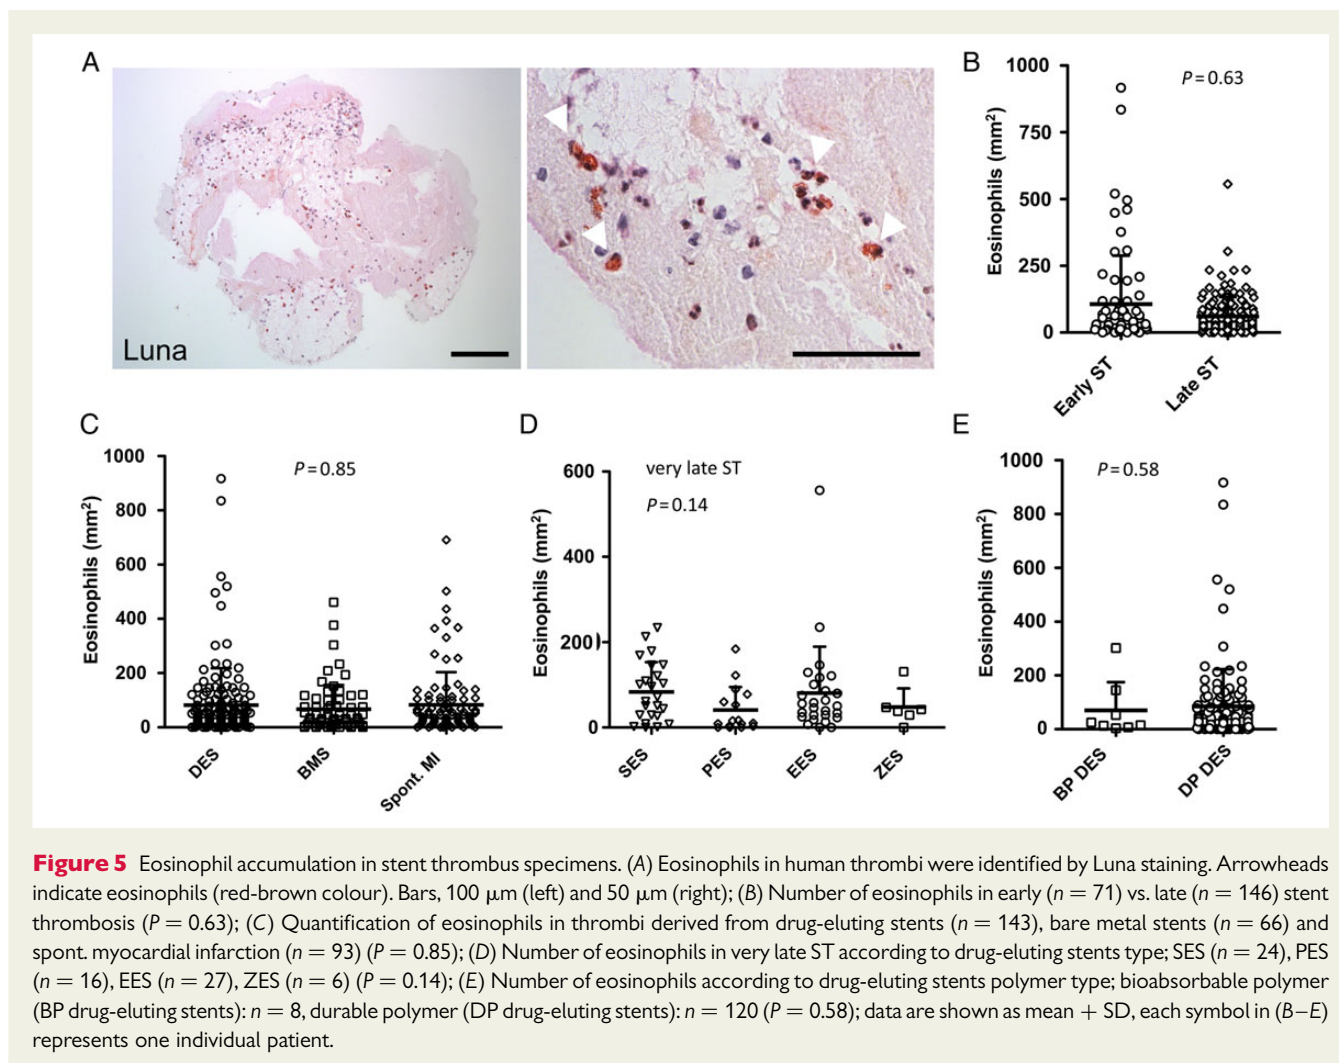 A
Luna
B
1000
750
500
250
0
Eosinophils (mm²)
P = 0.63
Early ST
Late ST
C
1000
800
600
400
200
0
Eosinophils (mm²)
P = 0.85
DES
BMS
Spont. MI
D
600
400
200
0
Eosinophils (mm²)
very late ST
P = 0.14
SES
PES
EES
ZES
E
1000
800
600
400
200
0
Eosinophils (mm²)
P = 0.58
BP DES
DP DES
Figure 5 Eosinophil accumulation in stent thrombus specimens. (A) Eosinophils in human thrombi were identified by Luna staining. Arrowheads
indicate eosinophils (red-brown colour). Bars, 100 μm (left) and 50 μm (right); (B) Number of eosinophils in early (n = 71) vs. late (n = 146) stent
thrombosis (P = 0.63); (C) Quantification of eosinophils in thrombi derived from drug-eluting stents (n = 143), bare metal stents (n = 66) and
spont. myocardial infarction (n = 93) (P = 0.85); (D) Number of eosinophils in very late ST according to drug-eluting stents type; SES (n = 24), PES
(n = 16), EES (n = 27), ZES (n = 6) (P = 0.14); (E) Number of eosinophils according to drug-eluting stents polymer type; bioabsorbable polymer
(BP drug-eluting stents): n = 8, durable polymer (DP drug-eluting stents): n = 120 (P = 0.58); data are shown as mean + SD, each symbol in (B–E)
represents one individual patient.